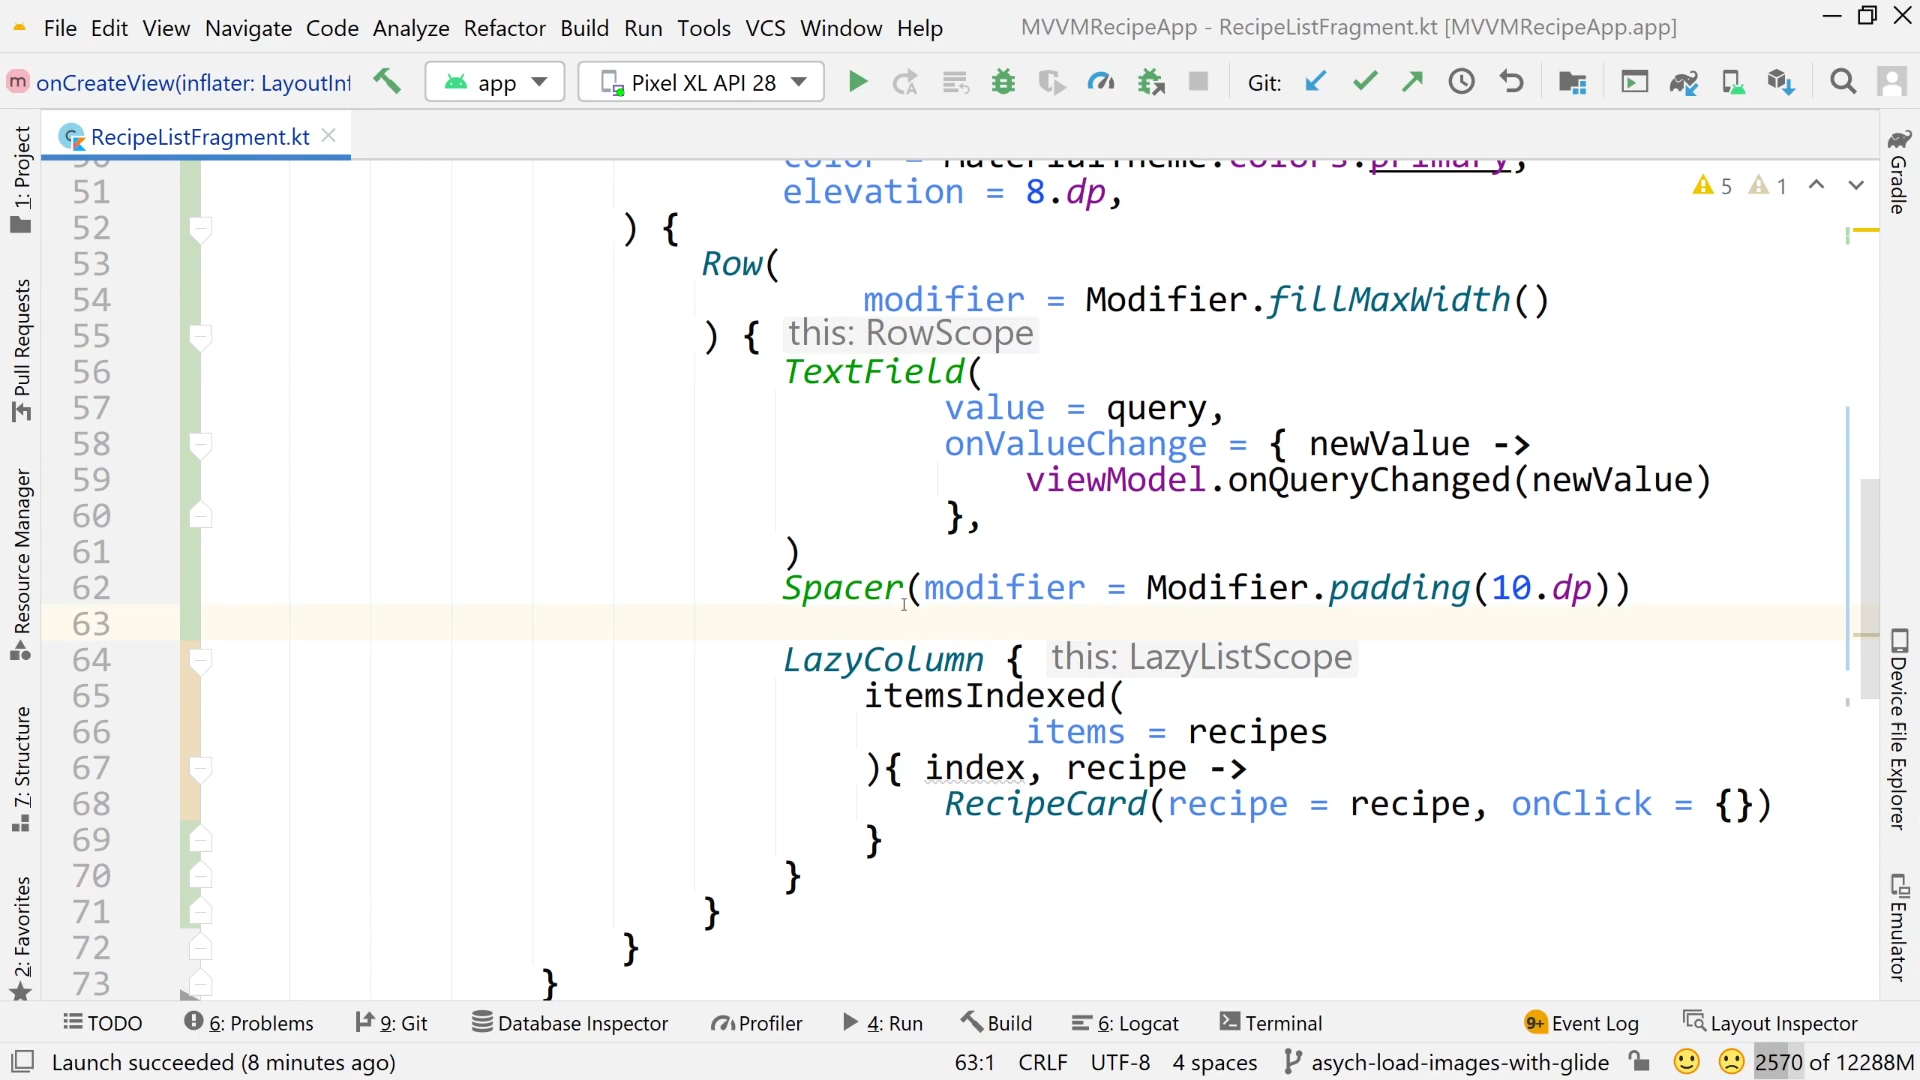 File Edit View Navigate Code Analyze Refactor Build Run Tools VCS Window Help MVVMRecipeApp - RecipeListFragment.kt [MVVMRecipeApp.app]
m onCreateView(inflater: LayoutInf app Pixel XL API 28 Git:
RecipeListFragment.kt
50 color = MaterialTheme.colors.primary,
51 elevation = 8.dp,
5 1
52 ) {
53 Row(
54 modifier = Modifier.fillMaxWidth()
55 ) { this: RowScope
56 TextField(
57 value = query,
58 onValueChange = { newValue ->
59 viewModel.onQueryChanged(newValue)
60 },
61 )
62 Spacer(modifier = Modifier.padding(10.dp))
63
64 LazyColumn { this: LazyListScope
65 itemsIndexed(
66 items = recipes
67 ){ index, recipe ->
68 RecipeCard(recipe = recipe, onClick = {})
69 }
70 }
71 }
72 }
73 }
1: Project
Pull Requests
Resource Manager
7: Structure
2: Favorites
Gradle
Device File Explorer
Emulator
TODO 6: Problems 9: Git Database Inspector Profiler 4: Run Build 6: Logcat Terminal 9+ Event Log Layout Inspector
Launch succeeded (8 minutes ago) 63:1 CRLF UTF-8 4 spaces asych-load-images-with-glide 2570 of 12288M